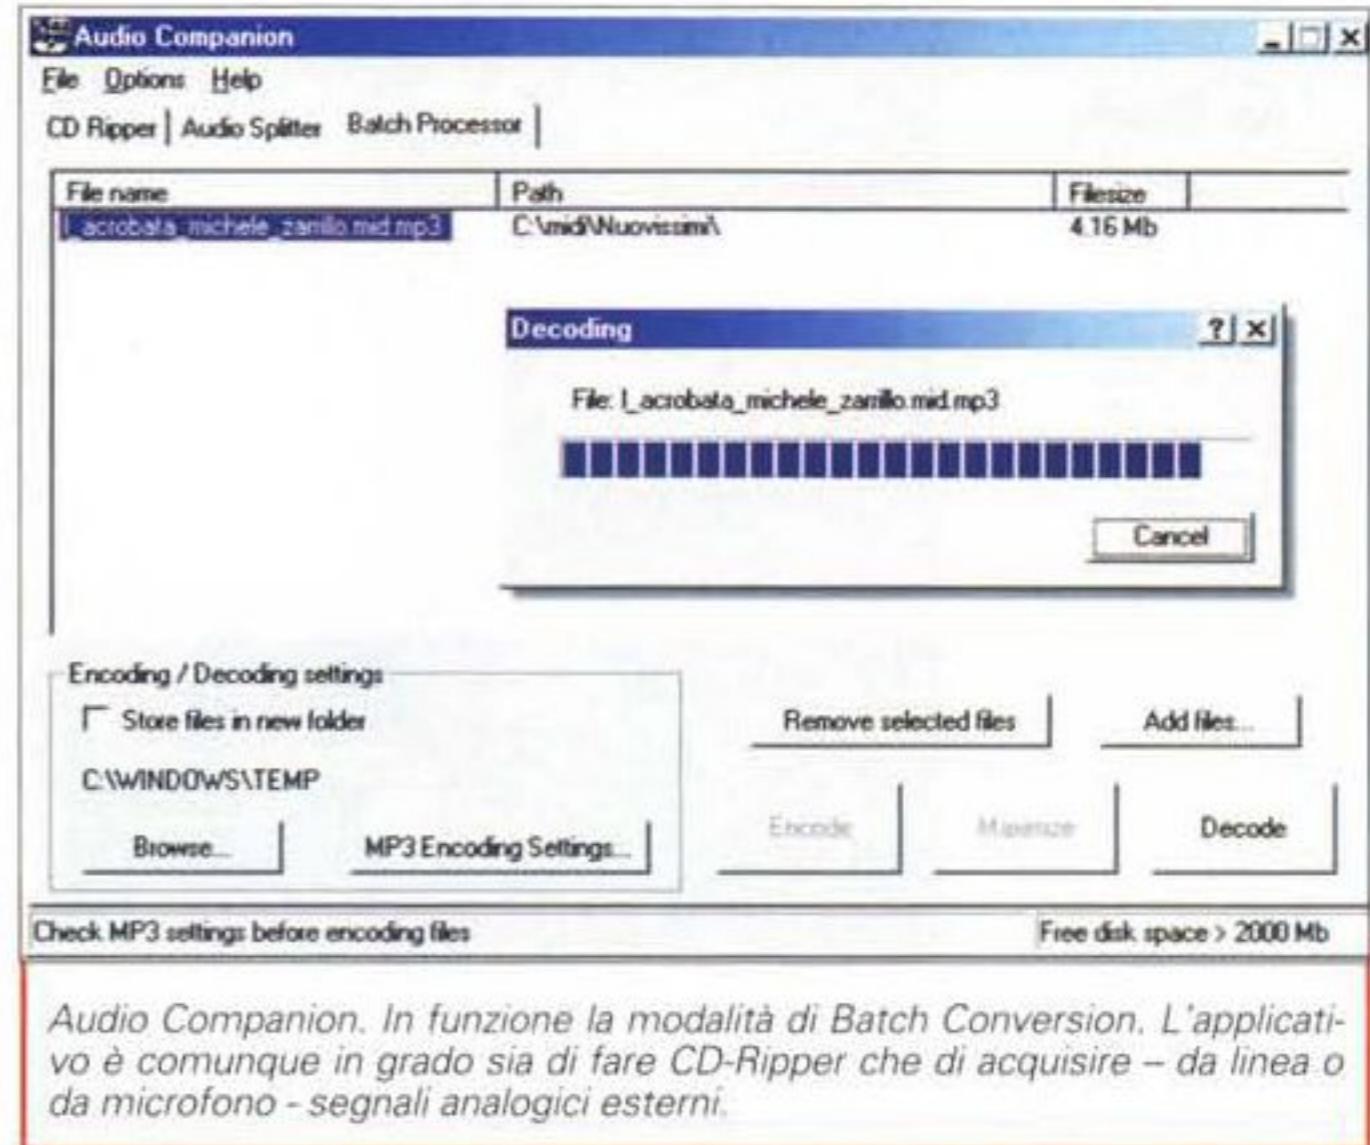 Audio Companion
File Options Help
CD Ripper Audio Splitter Batch Processor
File name Path Filesize
l_acrobata_michele_zarrillo.mid.mp3 C:\midi\Nuovissimi\ 4.16 Mb
Decoding
File: l_acrobata_michele_zarrillo.mid.mp3
Cancel
Encoding / Decoding settings
Store files in new folder
Remove selected files Add files...
C:\WINDOWS\TEMP
Encode Maximize Decode
Browse... MP3 Encoding Settings...
Check MP3 settings before encoding files Free disk space > 2000 Mb
Audio Companion. In funzione la modalità di Batch Conversion. L'applicati-
vo è comunque in grado sia di fare CD-Ripper che di acquisire – da linea o
da microfono - segnali analogici esterni.